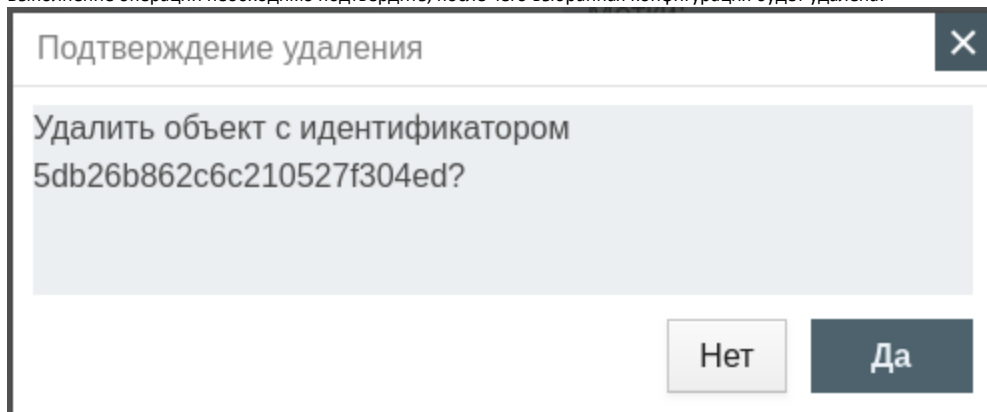 Подтверждение удаления
Удалить объект с идентификатором
5db26b862c6c210527f304ed?
Нет
Да